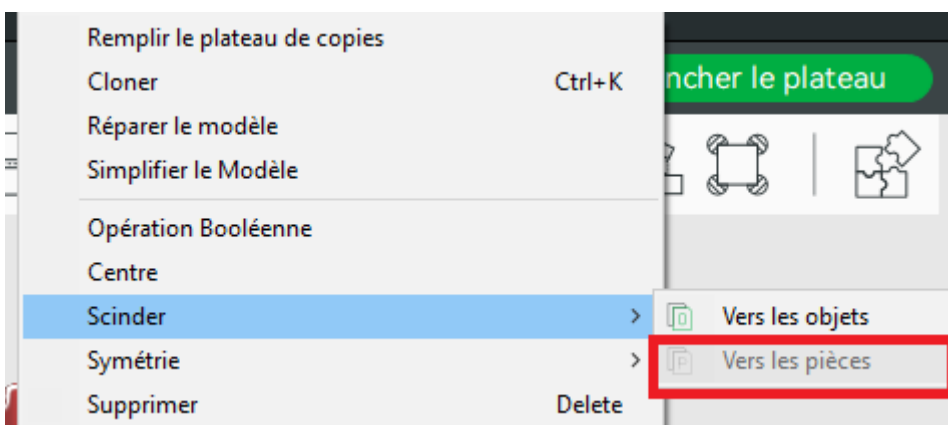 Remplir le plateau de copies
Cloner Ctrl+K
ncher le plateau
Réparer le modèle
Simplifier le Modèle
Opération Booléenne
Centre
Scinder >
Vers les objets
Symétrie >
Vers les pièces
Supprimer Delete